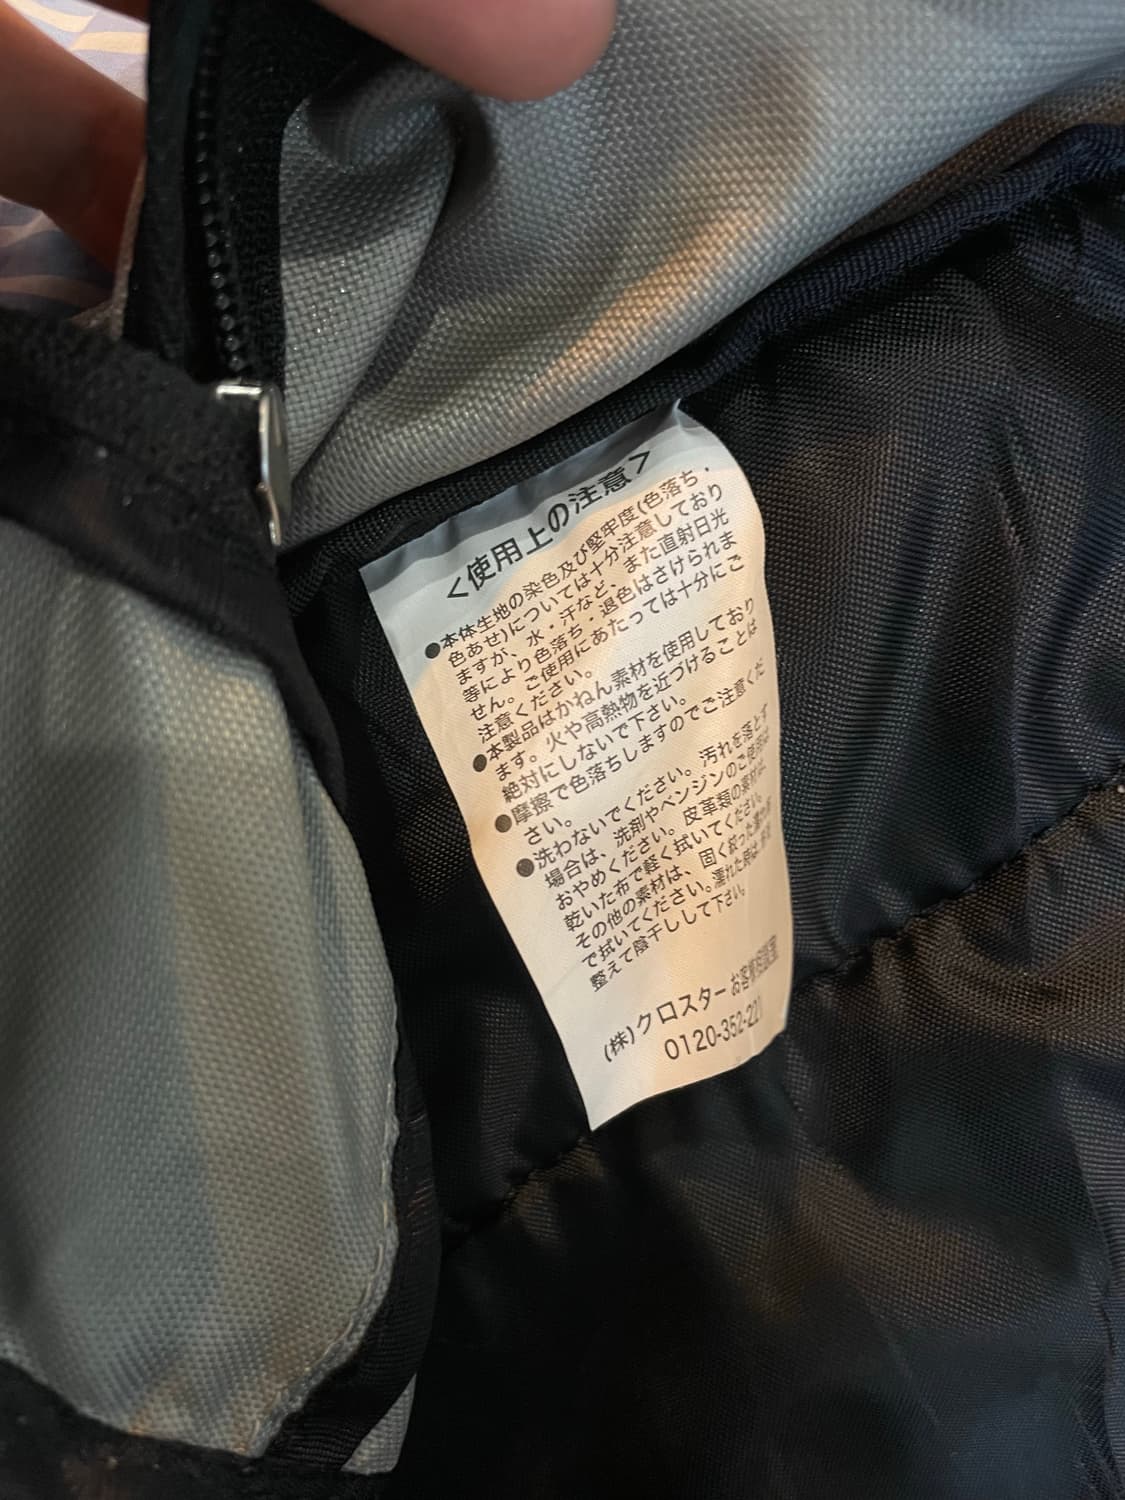 <使用上の注意>
●本体生地の染色及び堅牢度(色落ち・
色あせ)については十分注意しており
ますが、水・汗など、また直射日光
等により色落ち・退色はさけられま
せん。ご使用にあたっては十分にご
注意ください。
●本製品はかねん素材を使用しており
ます。火や高熱物を近づけることは
絶対にしないで下さい。
●摩擦で色落ちしますのでご注意くだ
さい。
●洗わないでください。汚れを落とす
場合は、洗剤やベンジンのご使用は
おやめください。皮革類の素材は、
乾いた布で軽く拭いてください。
その他の素材は、固く絞った
で拭いてください。濡れた時は
整えて陰干しして下さい。
(株)クロスターお客様相談室
0120-352-221